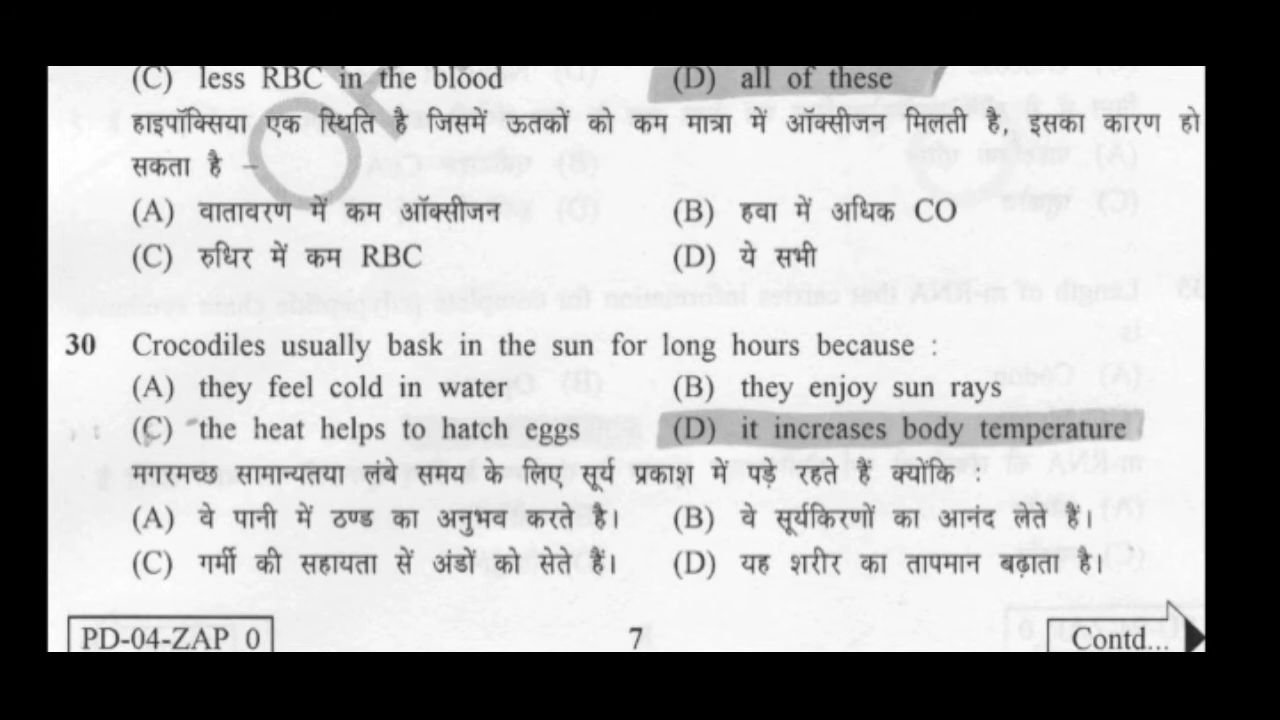 (C) less RBC in the blood (D) all of these
हाइपॉक्सिया एक स्थिति है जिसमें ऊतकों को कम मात्रा में ऑक्सीजन मिलती है, इसका कारण हो
सकता है –
(A) वातावरण में कम ऑक्सीजन (B) हवा में अधिक CO
(C) रुधिर में कम RBC (D) ये सभी
30 Crocodiles usually bask in the sun for long hours because :
(A) they feel cold in water (B) they enjoy sun rays
(C) the heat helps to hatch eggs (D) it increases body temperature
मगरमच्छ सामान्यतया लंबे समय के लिए सूर्य प्रकाश में पड़े रहते हैं क्योंकि :
(A) वे पानी में ठण्ड का अनुभव करते है। (B) वे सूर्यकिरणों का आनंद लेते है।
(C) गर्मी की सहायता सें अंडों को सेते हैं। (D) यह शरीर का तापमान बढ़ाता है।
PD-04-ZAP 0 7 Contd...